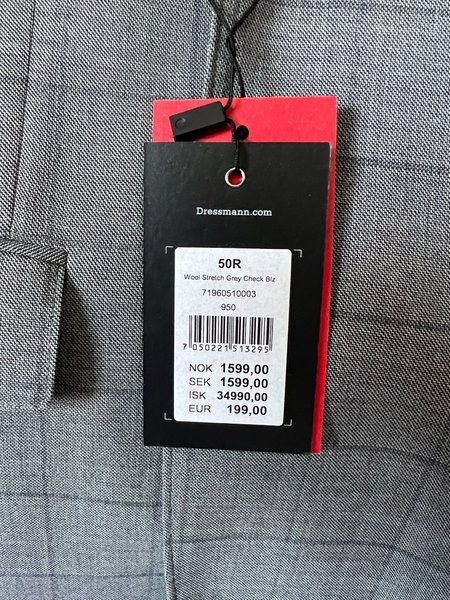 Dressmann.com
50R
Wool Stretch Grey Check Blz
71960510003
950
7 050221 513295
NOK 1599,00
SEK 1599,00
ISK 34990,00
EUR 199,00